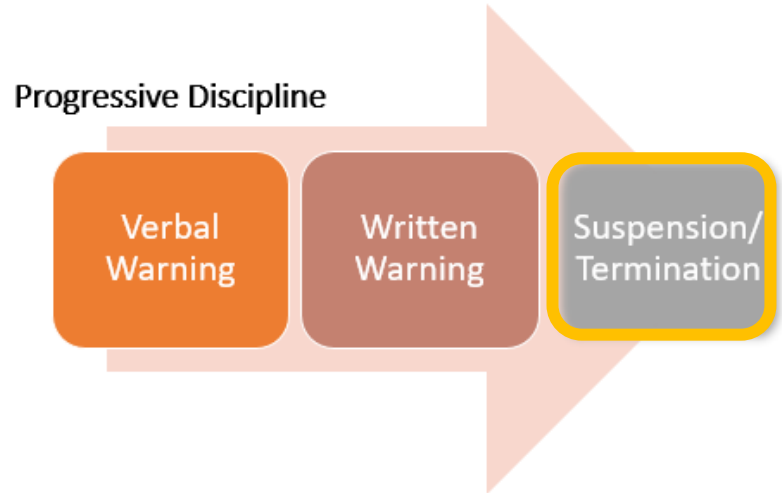 Progressive Discipline
Verbal
Warning
Written
Warning
Suspension/
Termination